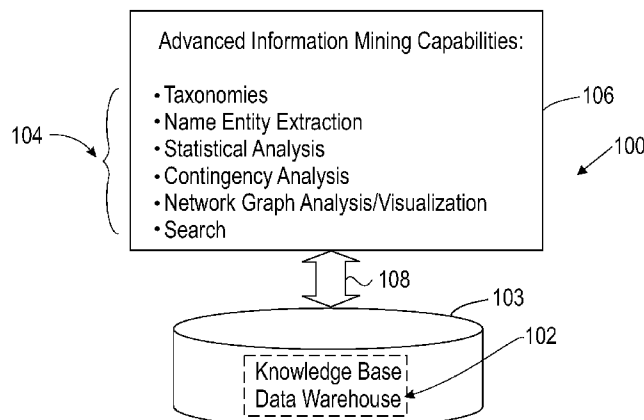 Advanced Information Mining Capabilities:
• Taxonomies
• Name Entity Extraction
• Statistical Analysis
• Contingency Analysis
• Network Graph Analysis/Visualization
• Search
104
106
100
108
103
102
Knowledge Base
Data Warehouse